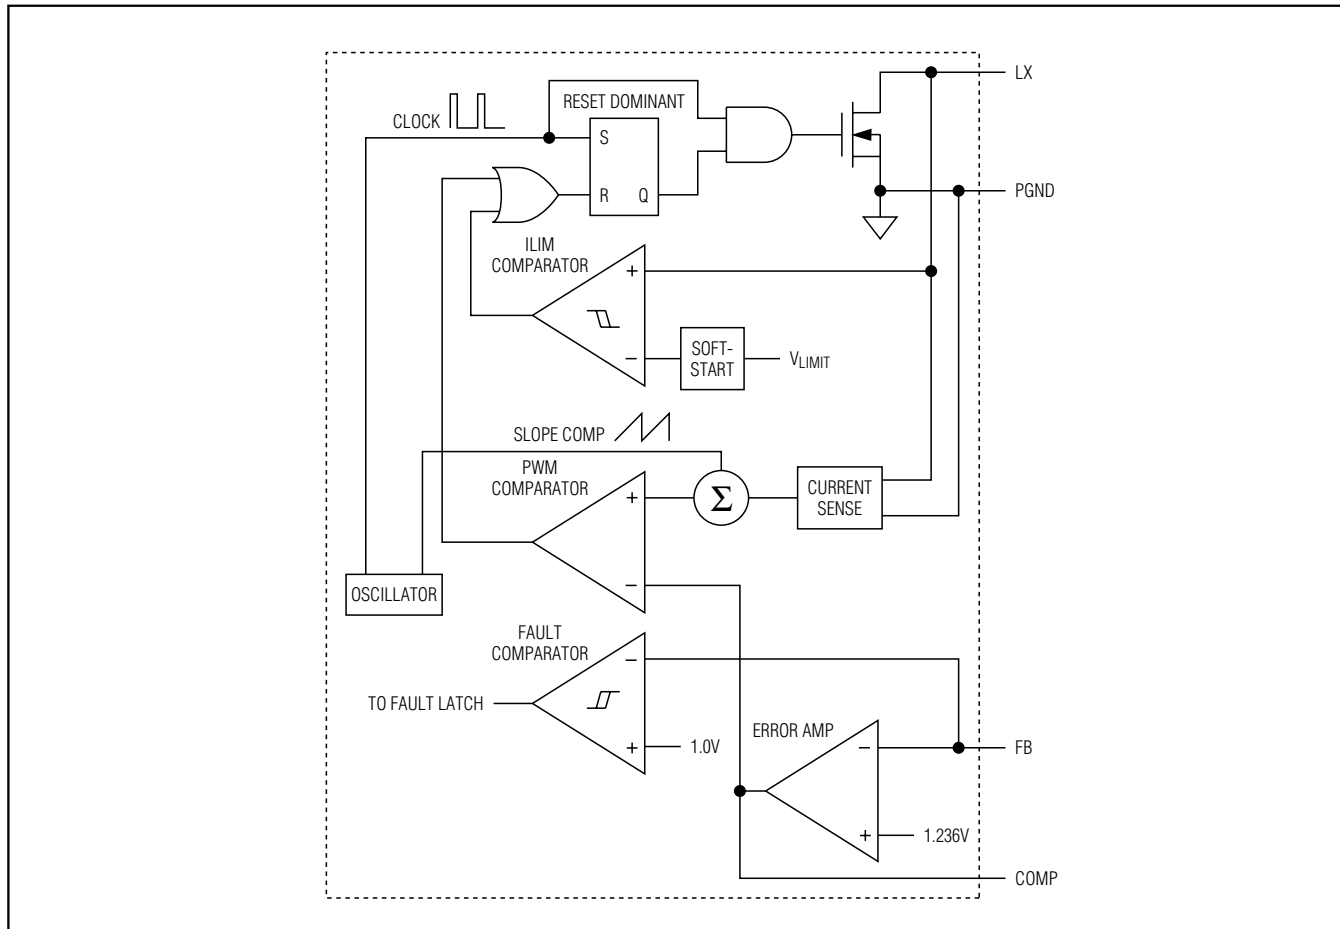 LX
RESET DOMINANT
CLOCK
S
R
Q
PGND
ILIM
COMPARATOR
+
−
SOFT-
START
VLIMIT
SLOPE COMP
PWM
COMPARATOR
+
Σ
CURRENT
SENSE
−
OSCILLATOR
FAULT
COMPARATOR
−
TO FAULT LATCH
+
1.0V
ERROR AMP
−
FB
+
1.236V
COMP